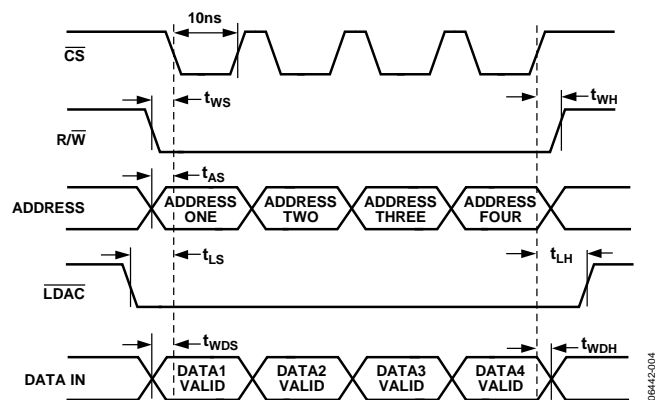 10ns
CS
tWS
tWH
R/W
tAS
ADDRESS
ADDRESS ONE
ADDRESS TWO
ADDRESS THREE
ADDRESS FOUR
tLS
tLH
LDAC
tWDS
tWDH
DATA IN
DATA1 VALID
DATA2 VALID
DATA3 VALID
DATA4 VALID
06442-004